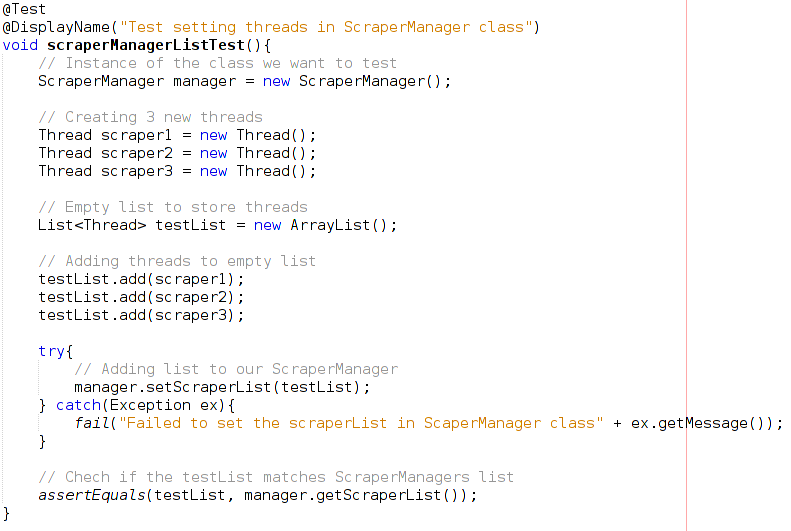 @Test
@DisplayName("Test setting threads in ScraperManager class")
void scraperManagerListTest(){
// Instance of the class we want to test
ScraperManager manager = new ScraperManager();
// Creating 3 new threads
Thread scraper1 = new Thread();
Thread scraper2 = new Thread();
Thread scraper3 = new Thread();
// Empty list to store threads
List<Thread> testList = new ArrayList();
// Adding threads to empty list
testList.add(scraper1);
testList.add(scraper2);
testList.add(scraper3);
try{
// Adding list to our ScraperManager
manager.setScraperList(testList);
} catch(Exception ex){
fail("Failed to set the scraperList in ScaperManager class" + ex.getMessage());
}
// Chech if the testList matches ScraperManagers list
assertEquals(testList, manager.getScraperList());
}